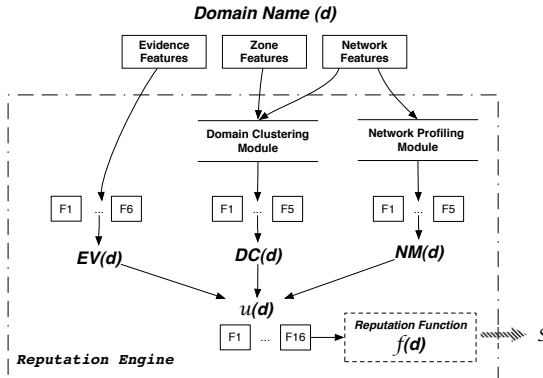 Domain Name (d)
Evidence Features
Zone Features
Network Features
Domain Clustering Module
Network Profiling Module
F1 ... F6
F1 ... F5
F1 ... F5
EV(d)
DC(d)
NM(d)
u(d)
F1 ... F16
Reputation Function
f(d)
S
Reputation Engine